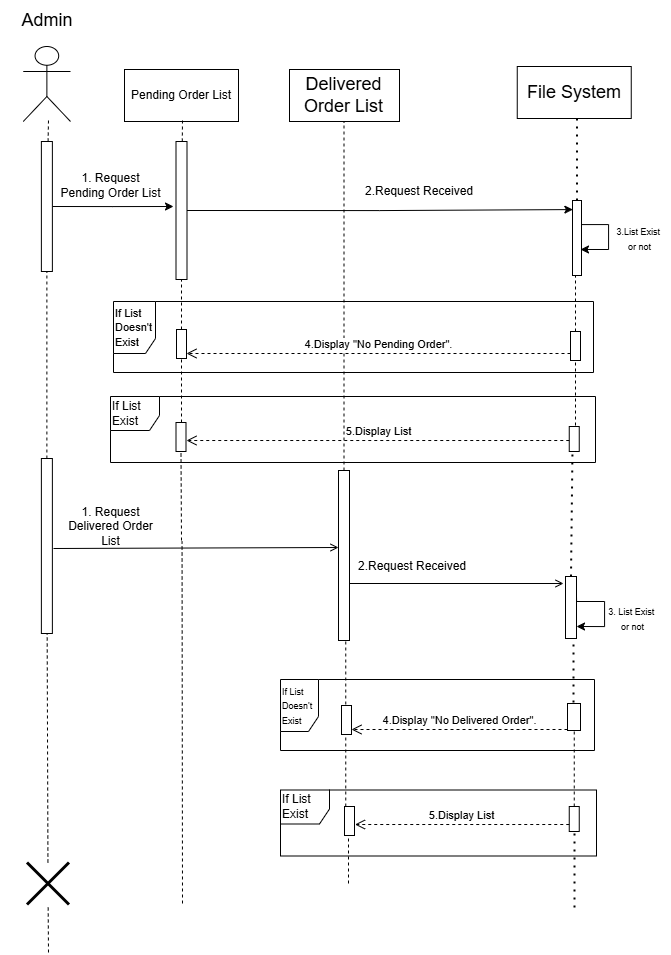 Admin
Pending Order List
Delivered
Order List
File System
1. Request
Pending Order List
2.Request Received
3.List Exist
or not
If List
Doesn't
Exist
4.Display "No Pending Order".
If List
Exist
5.Display List
1. Request
Delivered Order
List
2.Request Received
3. List Exist
or not
If List
Doesn't
Exist
4.Display "No Delivered Order".
If List
Exist
5.Display List